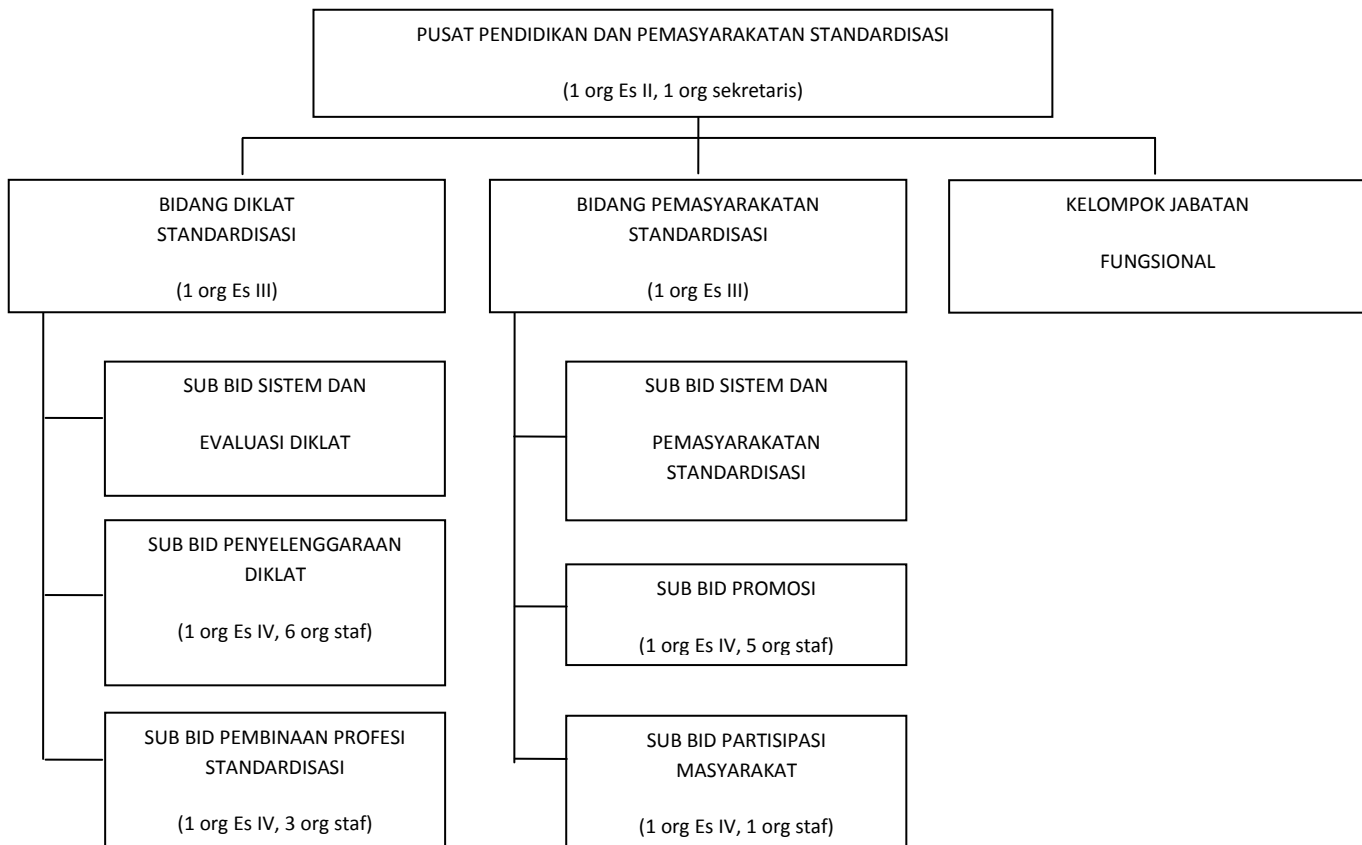 PUSAT PENDIDIKAN DAN PEMASYARAKATAN STANDARDISASI
(1 org Es II, 1 org sekretaris)
BIDANG DIKLAT
STANDARDISASI
(1 org Es III)
BIDANG PEMASYARAKATAN
STANDARDISASI
(1 org Es III)
KELOMPOK JABATAN
FUNGSIONAL
SUB BID SISTEM DAN
EVALUASI DIKLAT
SUB BID SISTEM DAN
PEMASYARAKATAN
STANDARDISASI
SUB BID PENYELENGGARAAN
DIKLAT
(1 org Es IV, 6 org staf)
SUB BID PROMOSI
(1 org Es IV, 5 org staf)
SUB BID PEMBINAAN PROFESI
STANDARDISASI
(1 org Es IV, 3 org staf)
SUB BID PARTISIPASI
MASYARAKAT
(1 org Es IV, 1 org staf)